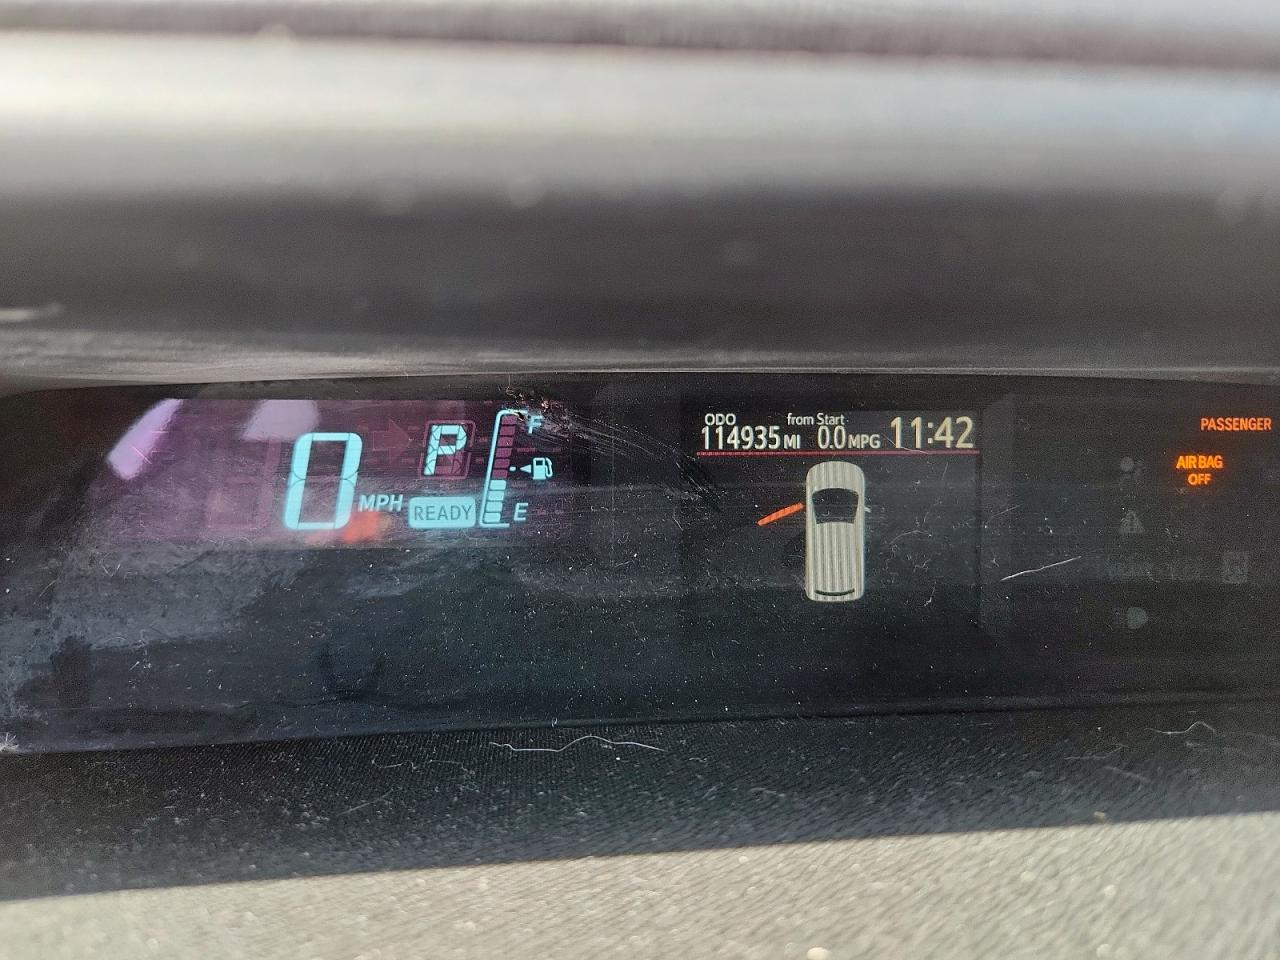 0 MPH
P
READY
F
E
ODO
114935 MI
from Start
0.0 MPG
11:42
PASSENGER
AIR BAG
OFF